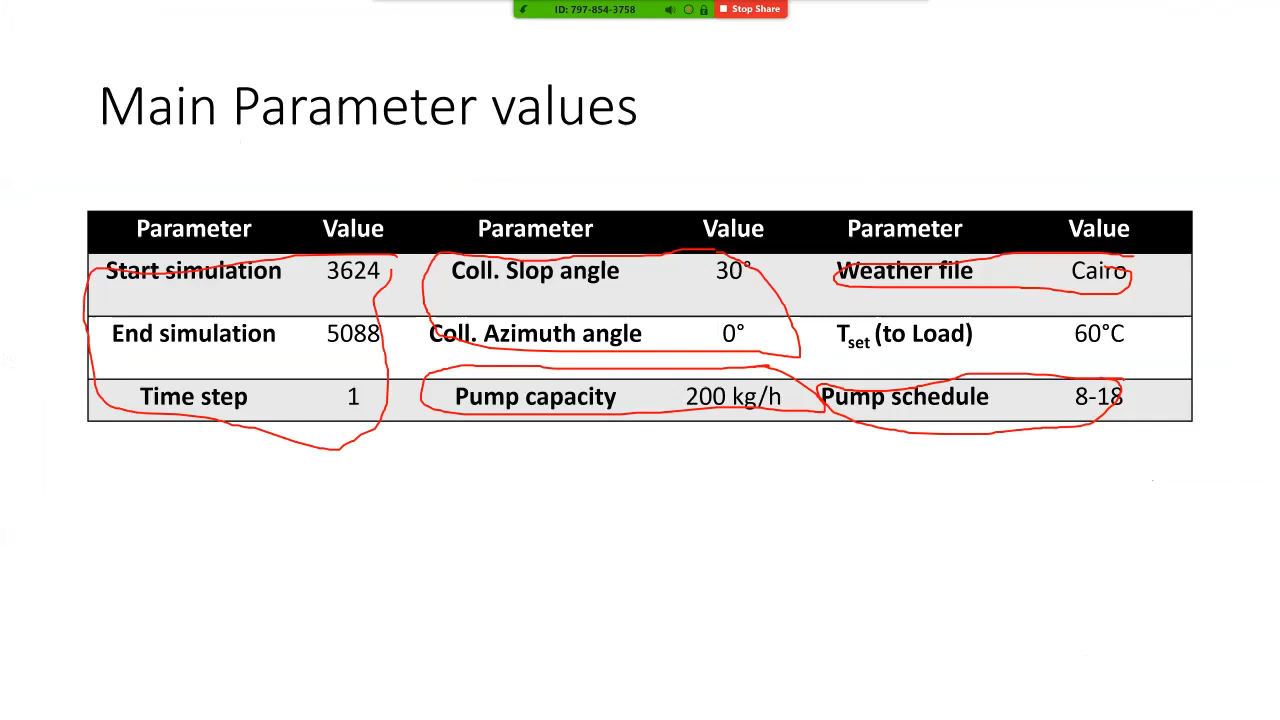 ID: 797-854-3758 Stop Share
Main Parameter values
Parameter Value Parameter Value Parameter Value
Start simulation 3624 Coll. Slop angle 30° Weather file Cairo
End simulation 5088 Coll. Azimuth angle 0° Tset (to Load) 60°C
Time step 1 Pump capacity 200 kg/h Pump schedule 8-18